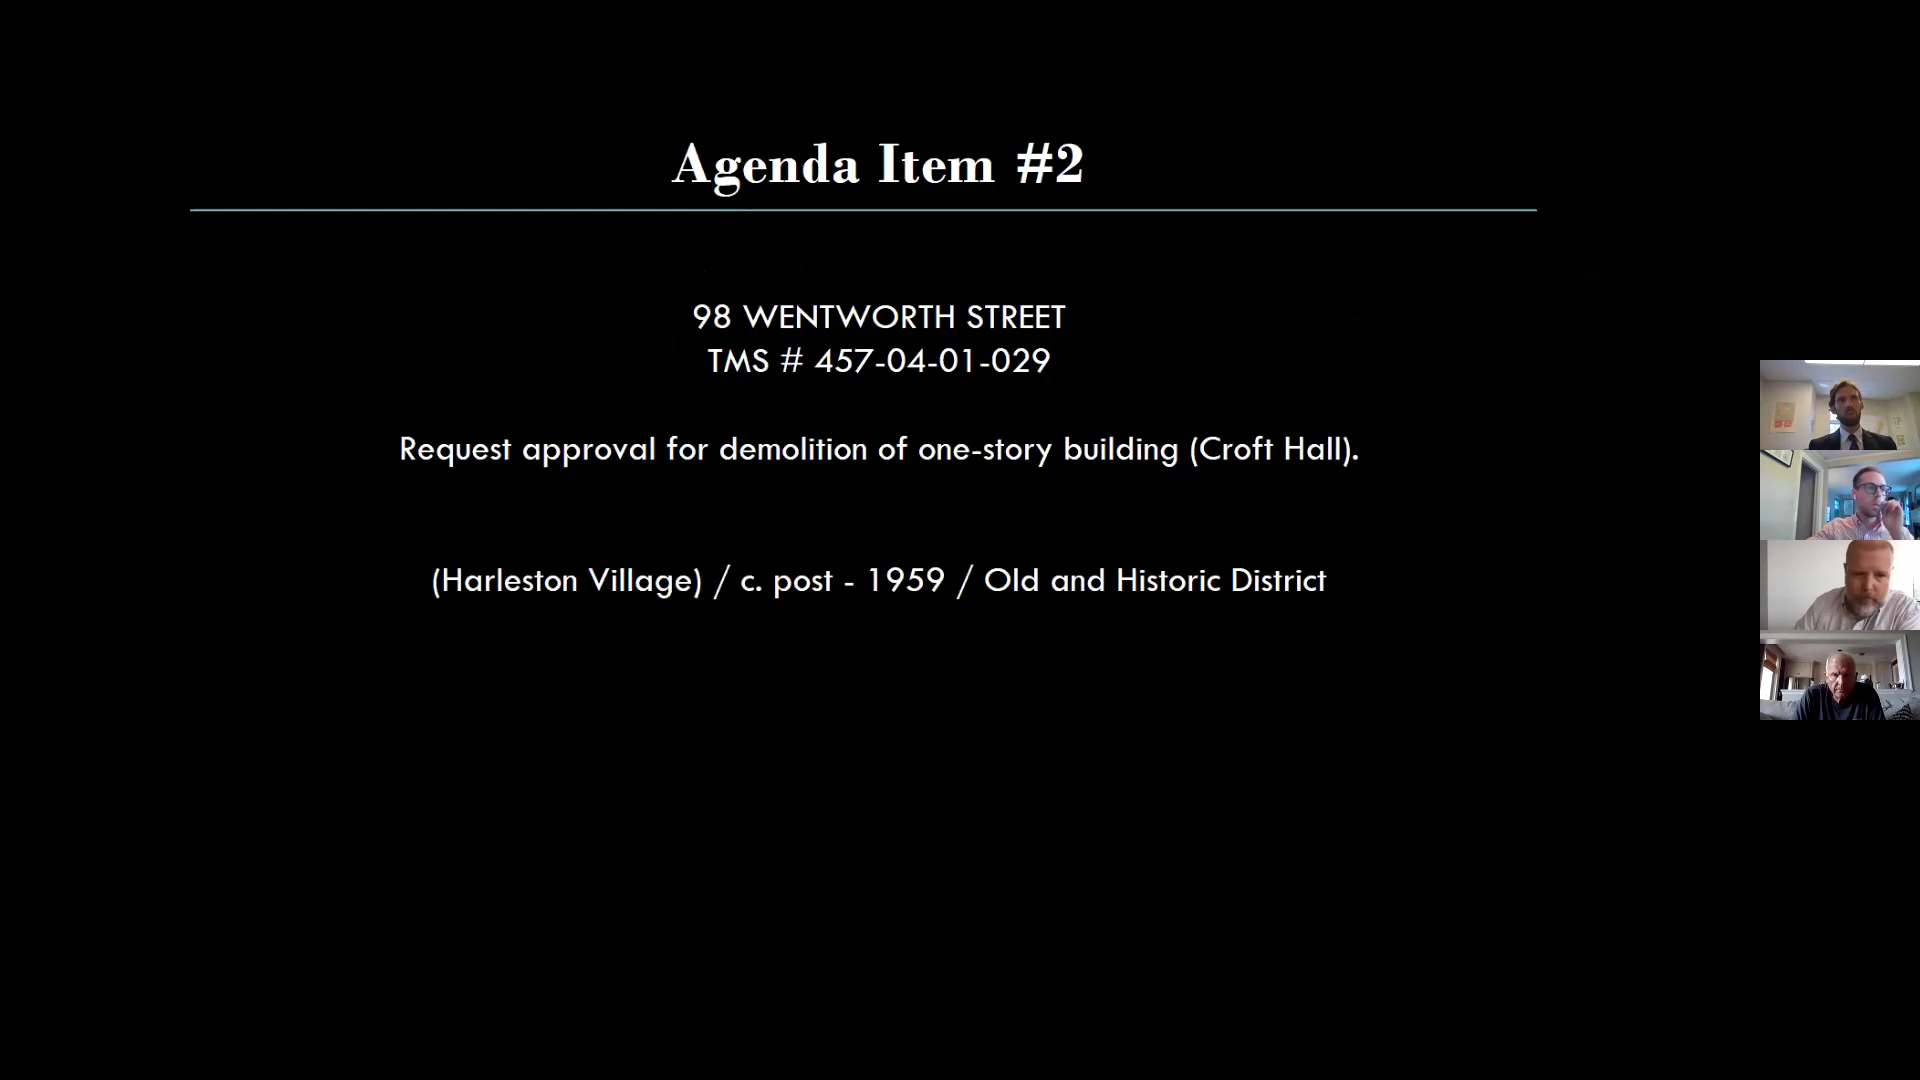 Agenda Item #2
98 WENTWORTH STREET
TMS # 457-04-01-029
Request approval for demolition of one-story building (Croft Hall).
(Harleston Village) / c. post - 1959 / Old and Historic District